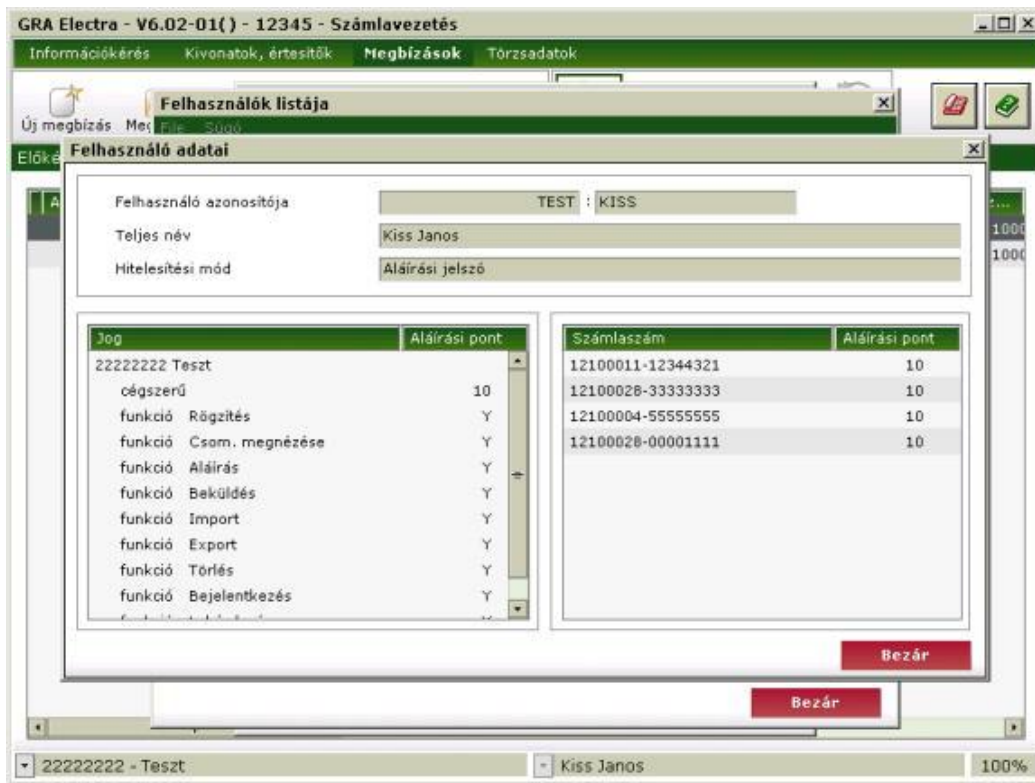 GRA Electra - V6.02-01( ) - 12345 - Számlavezetés
Információkérés Kivonatok, értesítők Megbízások Törzsadatok
Felhasználók listája
Új megbízás
File Súgó
Felhasználó adatai
Felhasználó azonosítója TEST : KISS
Teljes név Kiss Janos
Hitelesítési mód Aláírási jelszó
Jog Aláírási pont
22222222 Teszt
cégszerű 10
funkció Rögzítés Y
funkció Csom. megnézése Y
funkció Aláírás Y
funkció Beküldés Y
funkció Import Y
funkció Export Y
funkció Törlés Y
funkció Bejelentkezés Y
Számlaszám Aláírási pont
12100011-12344321 10
12100028-33333333 10
12100004-55555555 10
12100028-00001111 10
Bezár
Bezár
22222222 - Teszt Kiss Janos 100%